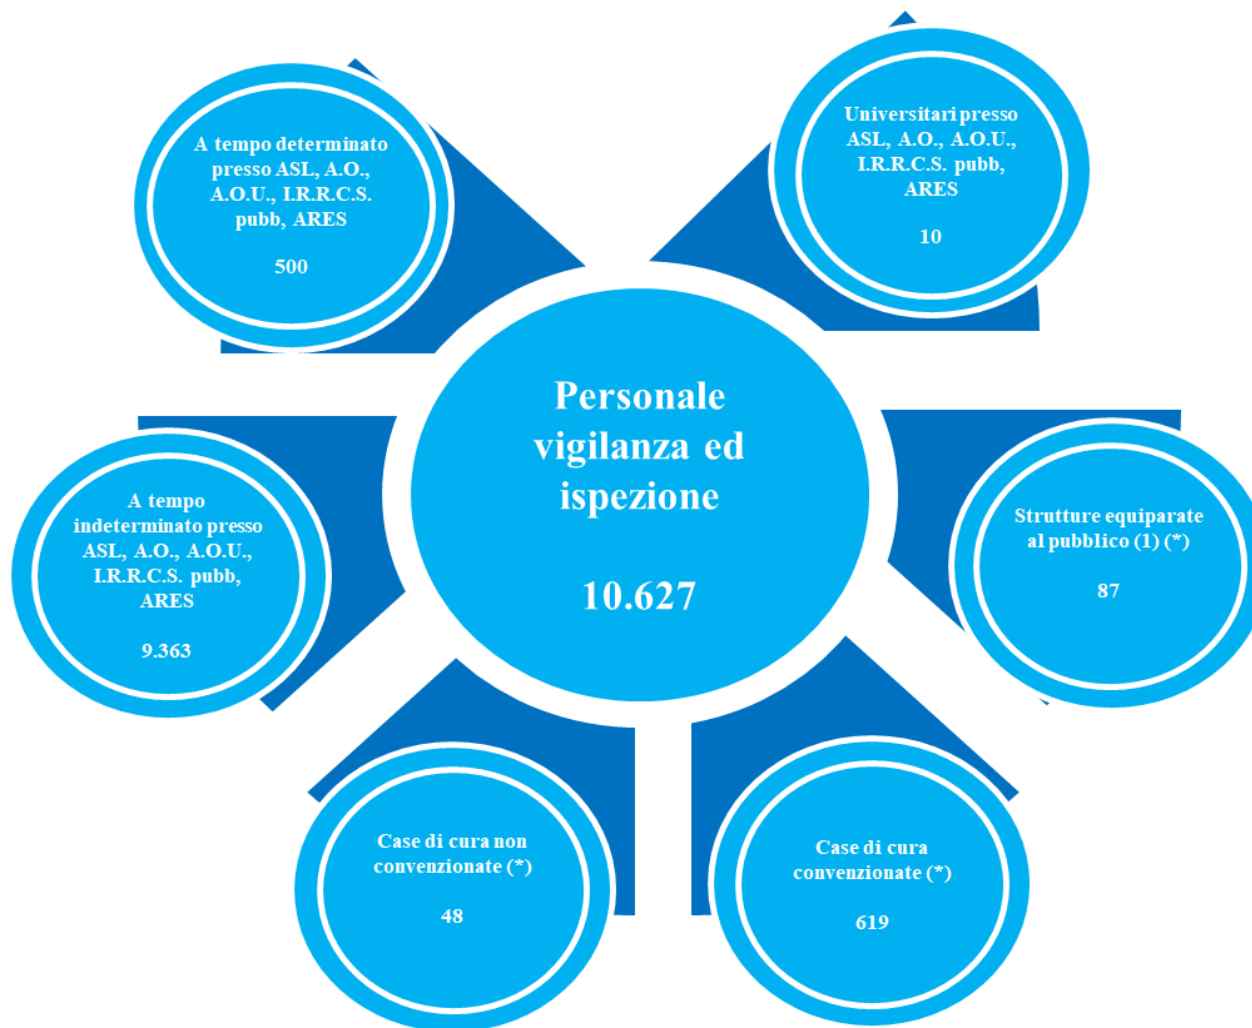 A tempo determinato
presso ASL, A.O.,
A.O.U., I.R.R.C.S.
pubb, ARES
500
Universitari presso
ASL, A.O., A.O.U.,
I.R.R.C.S. pubb,
ARES
10
Personale
vigilanza ed
ispezione
10.627
A tempo
indeterminato presso
ASL, A.O., A.O.U.,
I.R.R.C.S. pubb,
ARES
9.363
Strutture equiparate
al pubblico (1) (*)
87
Case di cura non
convenzionate (*)
48
Case di cura
convenzionate (*)
619